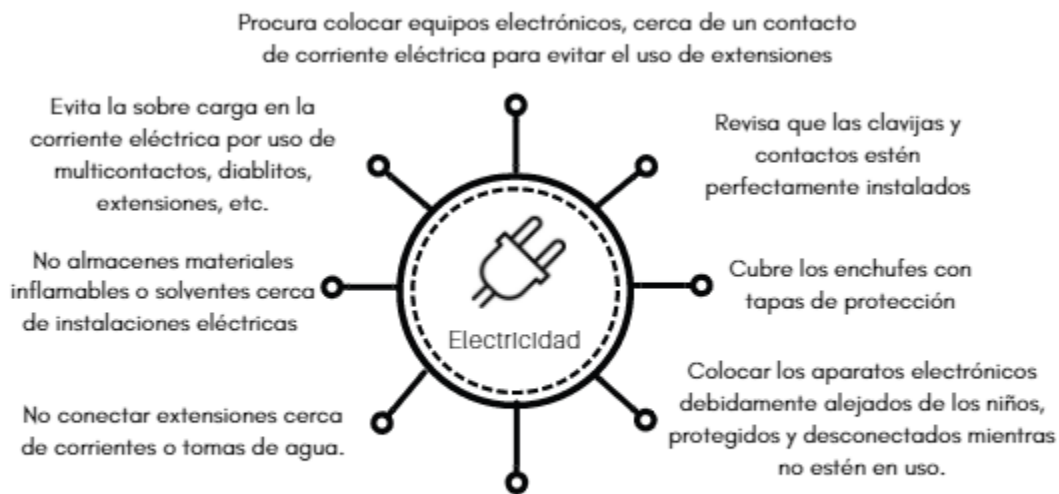 Procura colocar equipos electrónicos, cerca de un contacto
de corriente eléctrica para evitar el uso de extensiones
Evita la sobre carga en la
corriente eléctrica por uso de
multicontactos, diablitos,
extensiones, etc.
Revisa que las clavijas y
contactos estén
perfectamente instalados
No almacenes materiales
inflamables o solventes cerca
de instalaciones eléctricas
Cubre los enchufes con
tapas de protección
Electricidad
No conectar extensiones cerca
de corrientes o tomas de agua.
Colocar los aparatos electrónicos
debidamente alejados de los niños,
protegidos y desconectados mientras
no estén en uso.